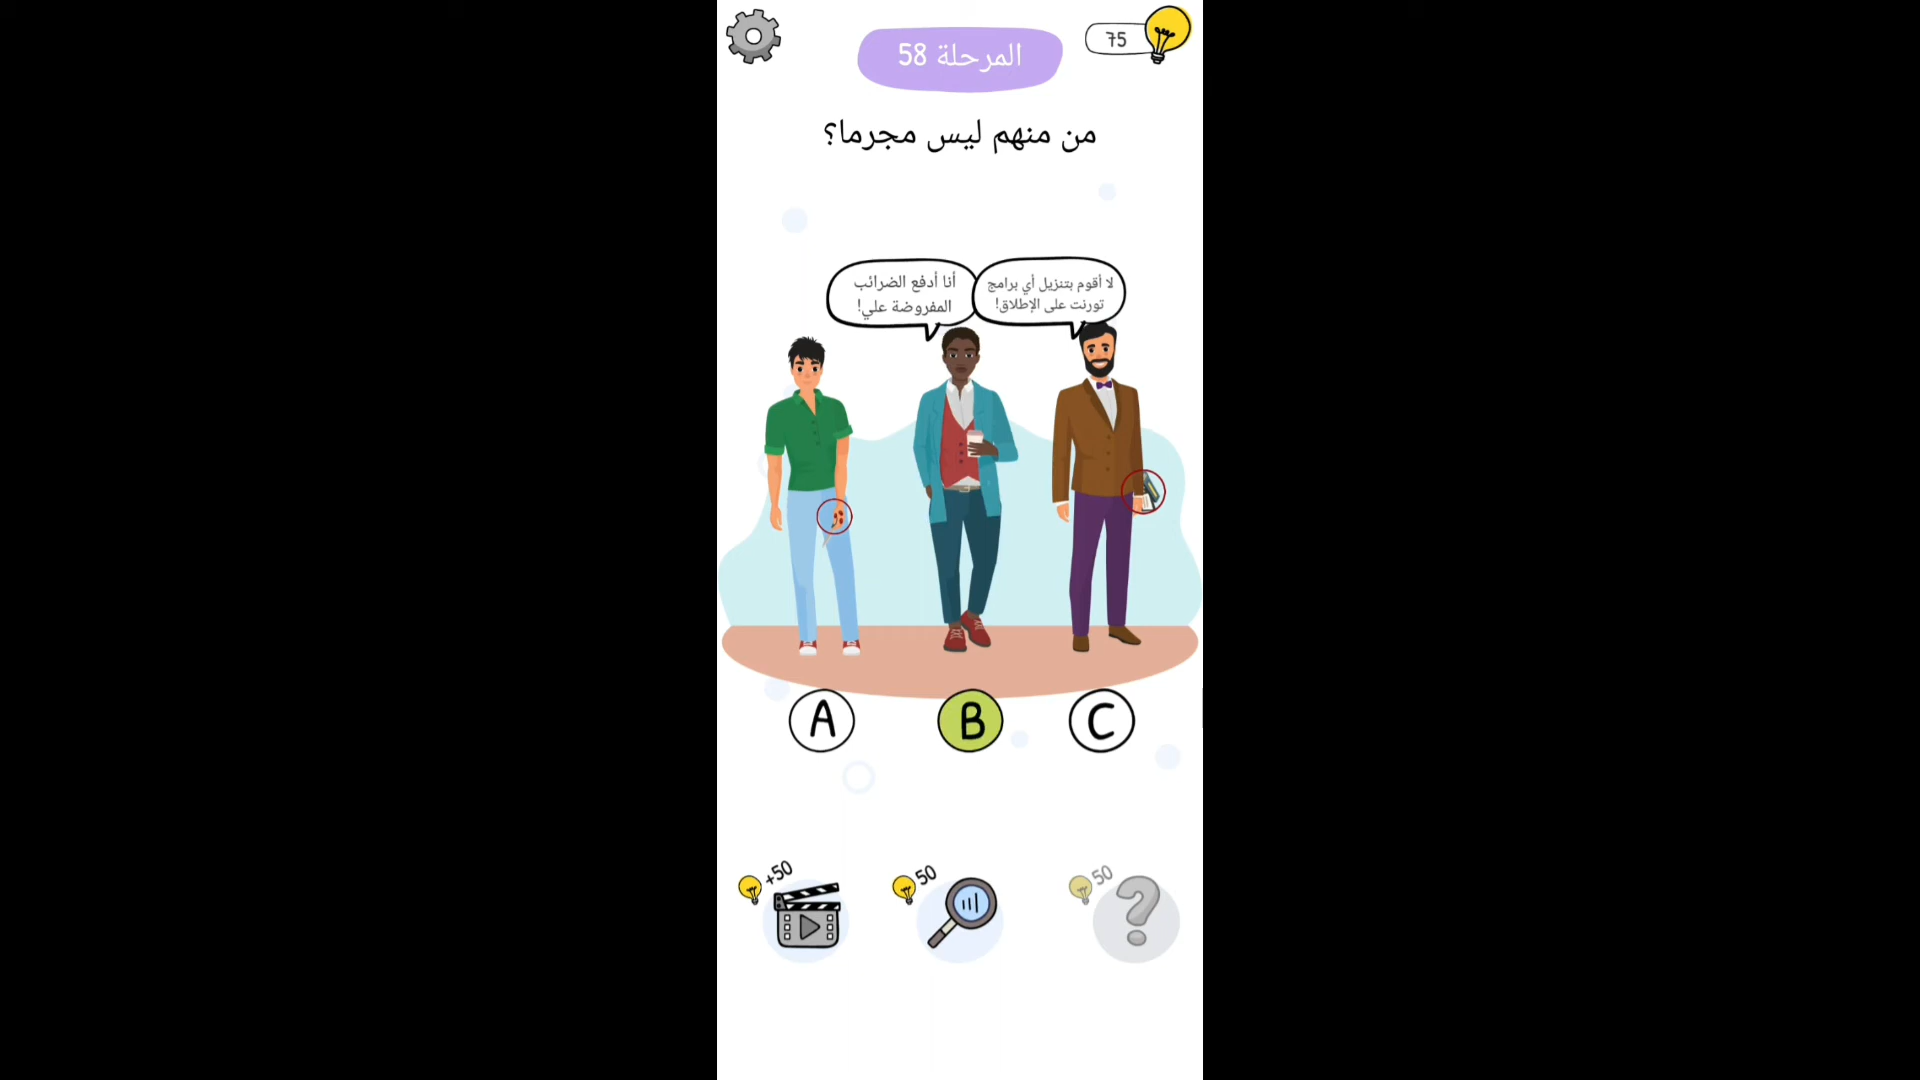 75
المرحلة 58
من منهم ليس مجرما؟
لا أقوم بتنزيل أي برامج
تورنت على الإطلاق!
أنا أدفع الضرائب
المفروضة علي!
A
B
C
+50
50
50
?